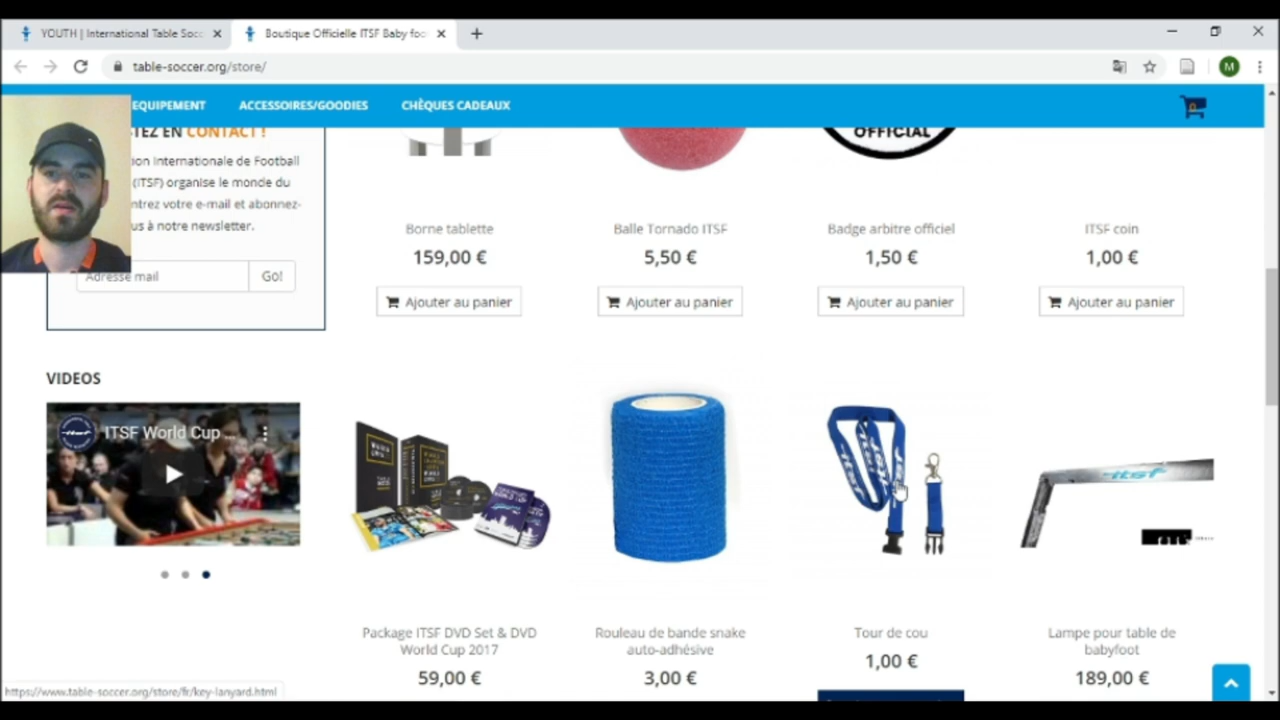 YOUTH | International Table Socc
Boutique Officielle ITSF Baby foo
table-soccer.org/store/
M
EQUIPEMENT
ACCESSOIRES/GOODIES
CHÈQUES CADEAUX
0
TEZ EN CONTACT !
ion Internationale de Football
(ITSF) organise le monde du
ntrez votre e-mail et abonnez-
us à notre newsletter.
Adresse mail
Go!
OFFICIAL
Borne tablette
159,00 €
Ajouter au panier
Balle Tornado ITSF
5,50 €
Ajouter au panier
Badge arbitre officiel
1,50 €
Ajouter au panier
ITSF coin
1,00 €
Ajouter au panier
VIDEOS
ITSF World Cup ...
itsf
Package ITSF DVD Set & DVD
World Cup 2017
59,00 €
Rouleau de bande snake
auto-adhésive
3,00 €
Tour de cou
1,00 €
Lampe pour table de
babyfoot
189,00 €
https://www.table-soccer.org/store/fr/key-lanyard.html